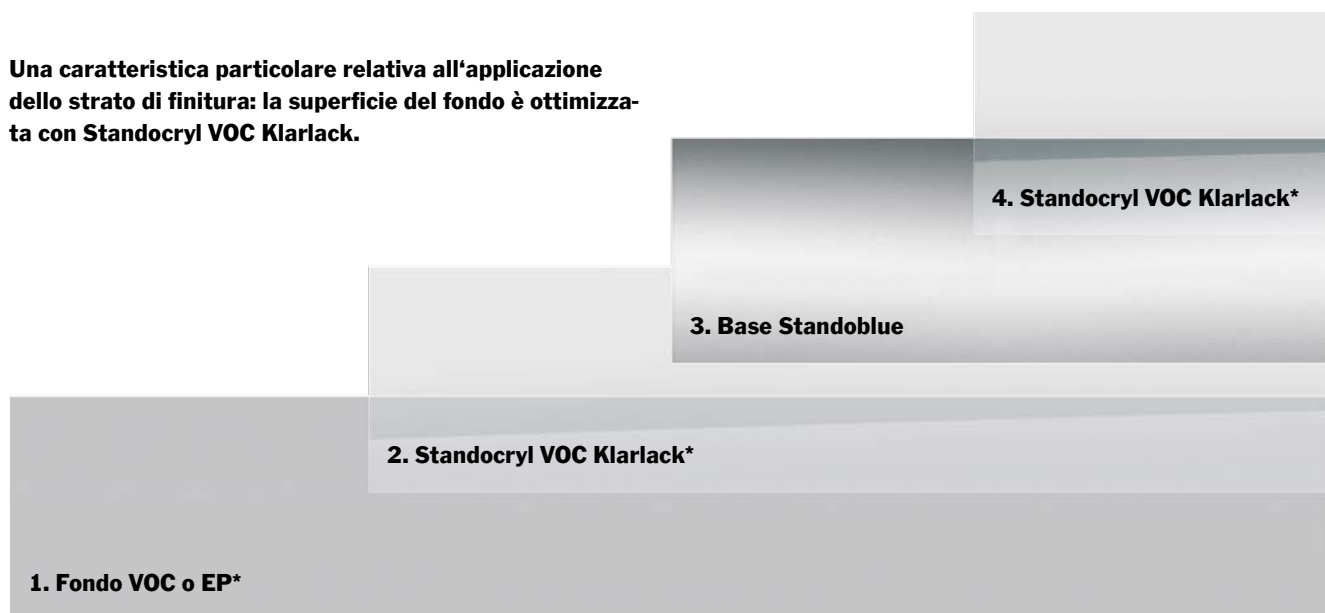 Una caratteristica particolare relativa all‘applicazione
dello strato di finitura: la superficie del fondo è ottimizza-
ta con Standocryl VOC Klarlack.
4. Standocryl VOC Klarlack*
3. Base Standoblue
2. Standocryl VOC Klarlack*
1. Fondo VOC o EP*